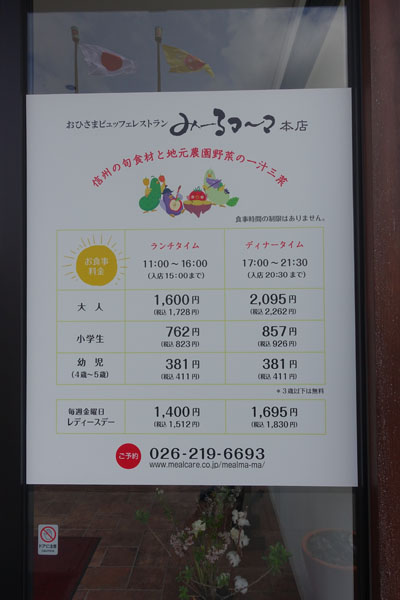 おひさまビュッフェレストラン みーるマ〜マ 本店
信州の旬食材と地元農園野菜の一汁三菜
食事時間の制限はありません。
お食事料金 ランチタイム 11:00〜16:00 (入店15:00まで) ディナータイム 17:00〜21:30 (入店20:30まで)
大人 1,600円 (税込1,728円) 2,095円 (税込2,262円)
小学生 762円 (税込823円) 857円 (税込926円)
幼児 (4歳〜5歳) 381円 (税込411円) 381円 (税込411円)
*3歳以下は無料
毎週金曜日 レディースデー 1,400円 (税込1,512円) 1,695円 (税込1,830円)
ご予約 026-219-6693
www.mealcare.co.jp/mealma-ma/